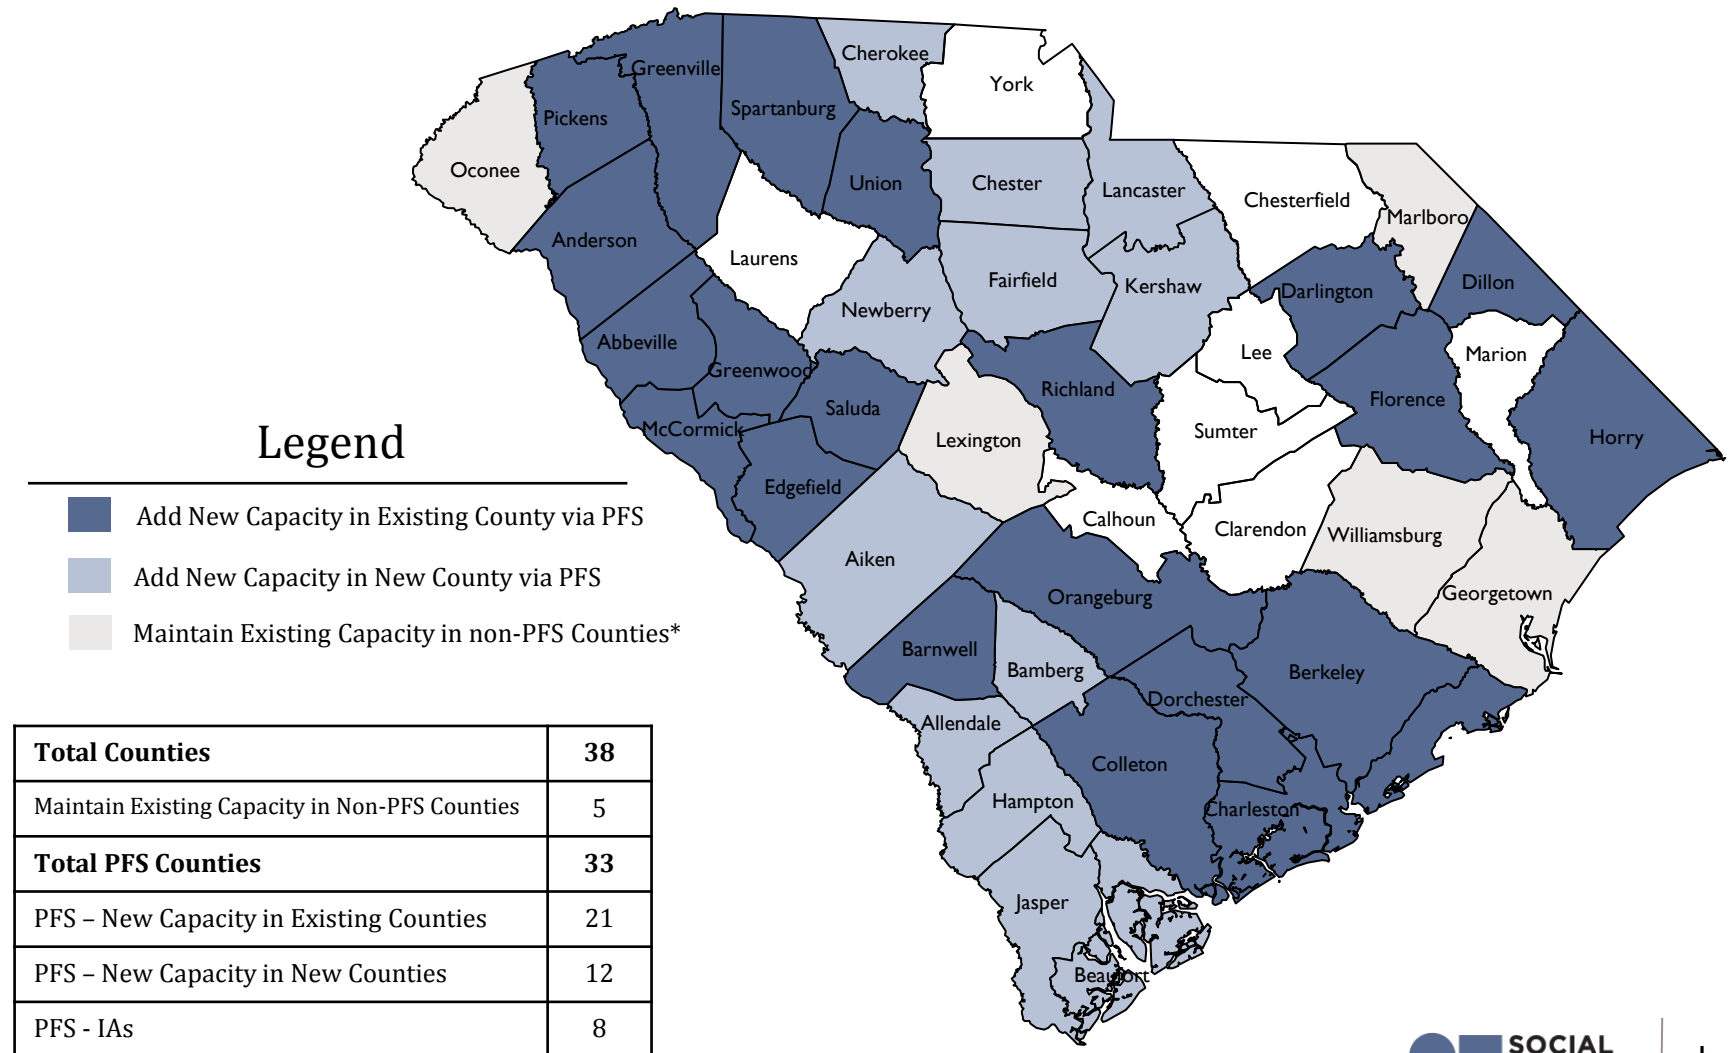 Cherokee
York
Greenville
Spartanburg
Pickens
Oconee
Union
Chester
Lancaster
Chesterfield
Marlboro
Anderson
Laurens
Fairfield
Kershaw
Darlington
Dillon
Newberry
Abbeville
Greenwood
Lee
Marion
Richland
Florence
Saluda
McCormick
Lexington
Sumter
Horry
Edgefield
Calhoun
Clarendon
Williamsburg
Aiken
Orangeburg
Georgetown
Barnwell
Bamberg
Berkeley
Dorchester
Allendale
Colleton
Hampton
Charleston
Jasper
Beaufort
Legend
Add New Capacity in Existing County via PFS
Add New Capacity in New County via PFS
Maintain Existing Capacity in non-PFS Counties*
Total Counties 38
Maintain Existing Capacity in Non-PFS Counties 5
Total PFS Counties 33
PFS – New Capacity in Existing Counties 21
PFS – New Capacity in New Counties 12
PFS - IAs 8
SOCIAL